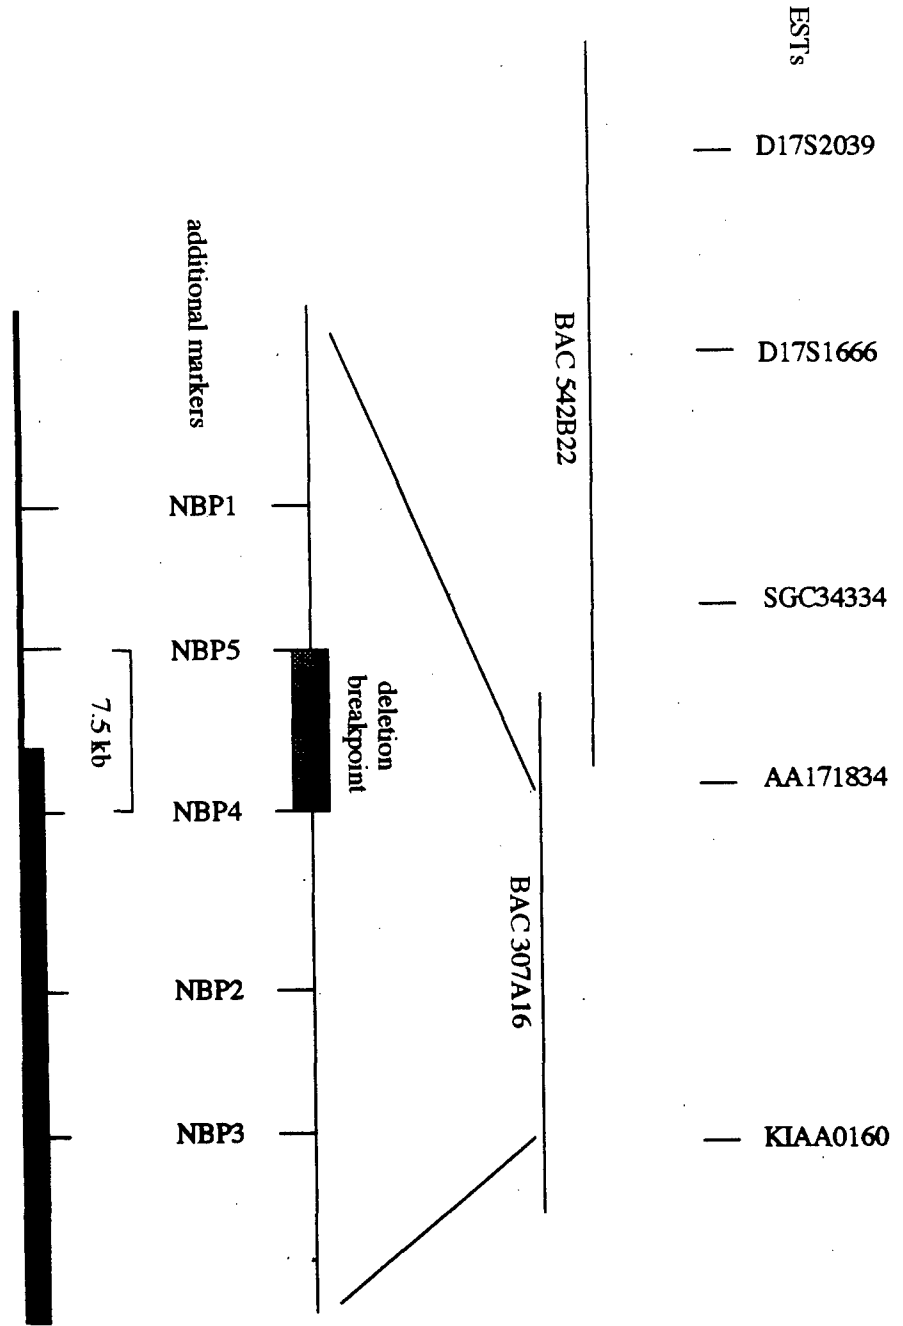 ESTs
D17S2039
D17S1666
SGC34334
AA171834
KIAA0160
BAC 542B22
BAC 307A16
deletion
breakpoint
additional markers
NBP1
NBP5
NBP4
NBP2
NBP3
7.5 kb